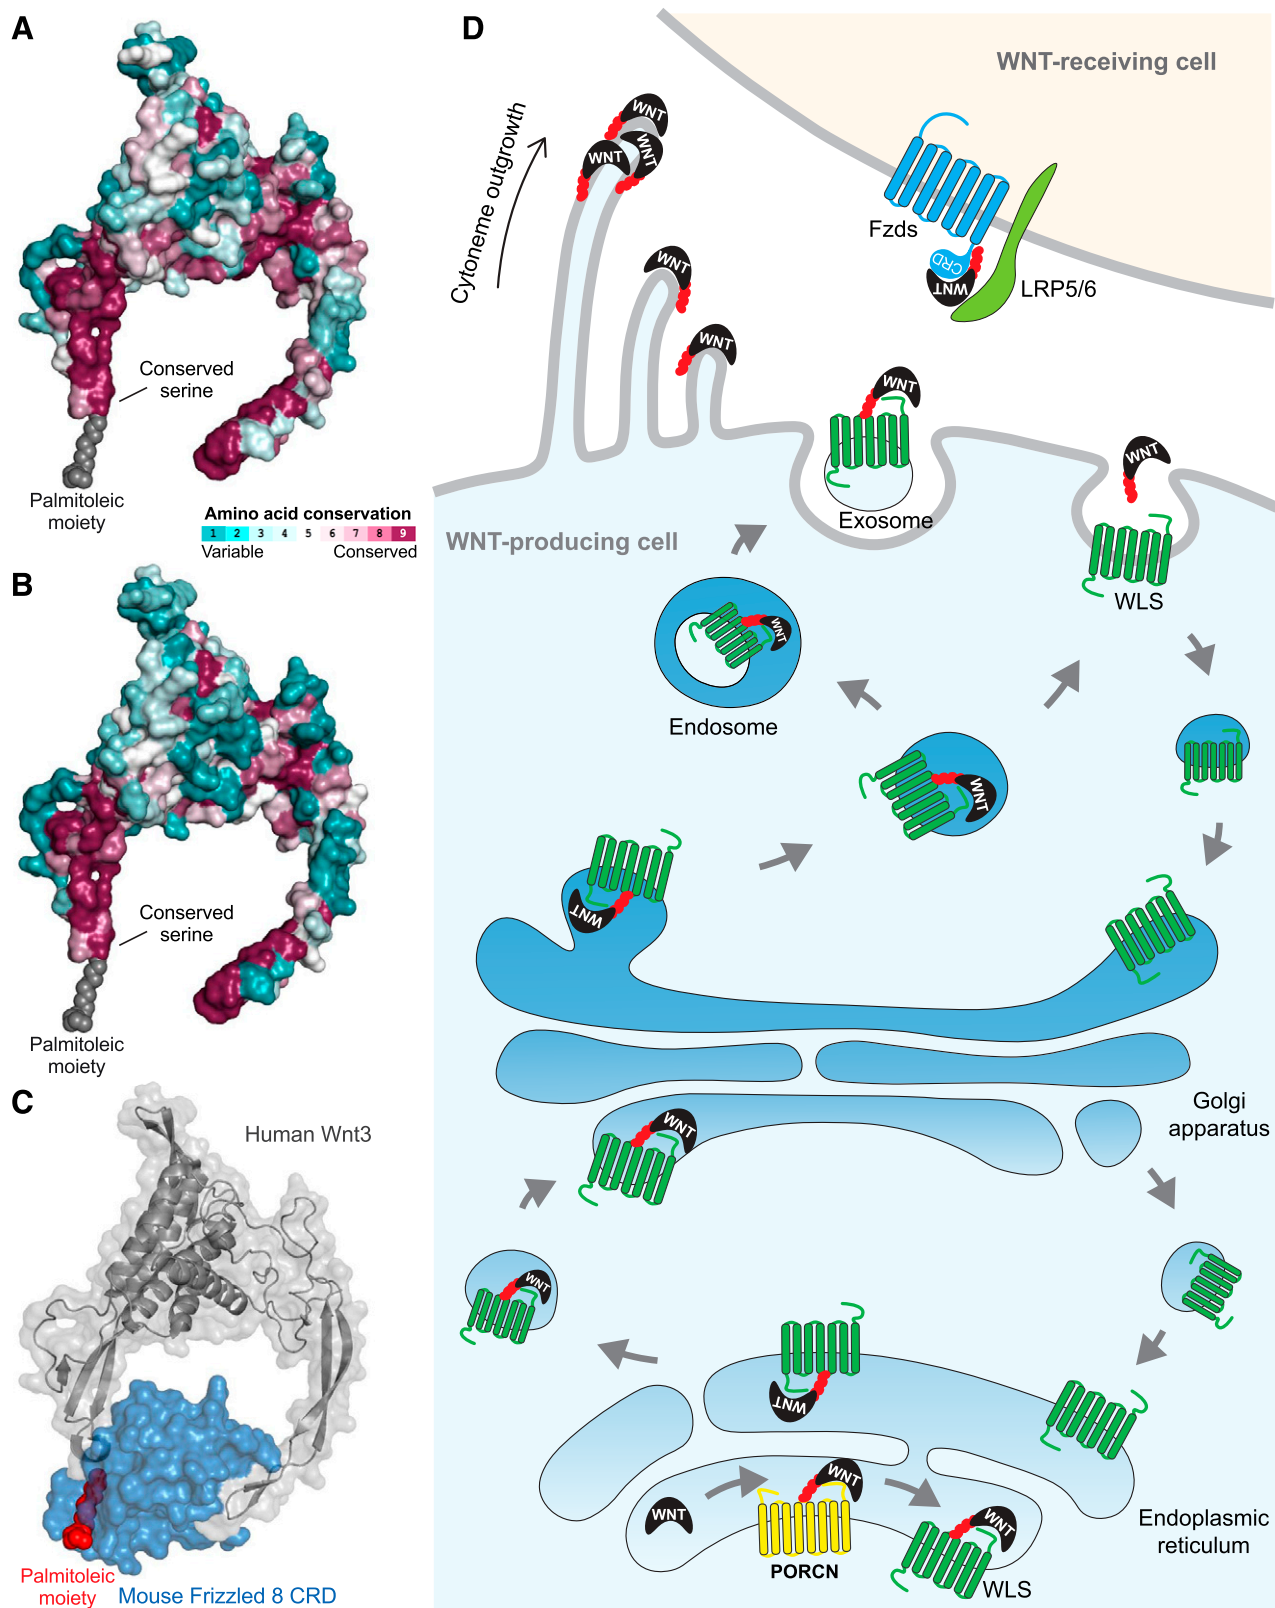 A
Conserved
serine
Palmitoleic
moiety
Amino acid conservation
1 2 3 4 5 6 7 8 9
Variable Conserved
B
Conserved
serine
Palmitoleic
moiety
C
Human Wnt3
Palmitoleic
moiety
Mouse Frizzled 8 CRD
D
WNT-receiving cell
Cytoneme outgrowth
WNT
WNT
WNT
WNT
WNT
Fzds
CRD
WNT
LRP5/6
WNT
Exosome
WNT
WLS
WNT-producing cell
WNT
Endosome
WNT
WNT
Golgi
apparatus
WNT
WNT
WNT
WNT
WNT
PORCN
WNT
WLS
Endoplasmic
reticulum